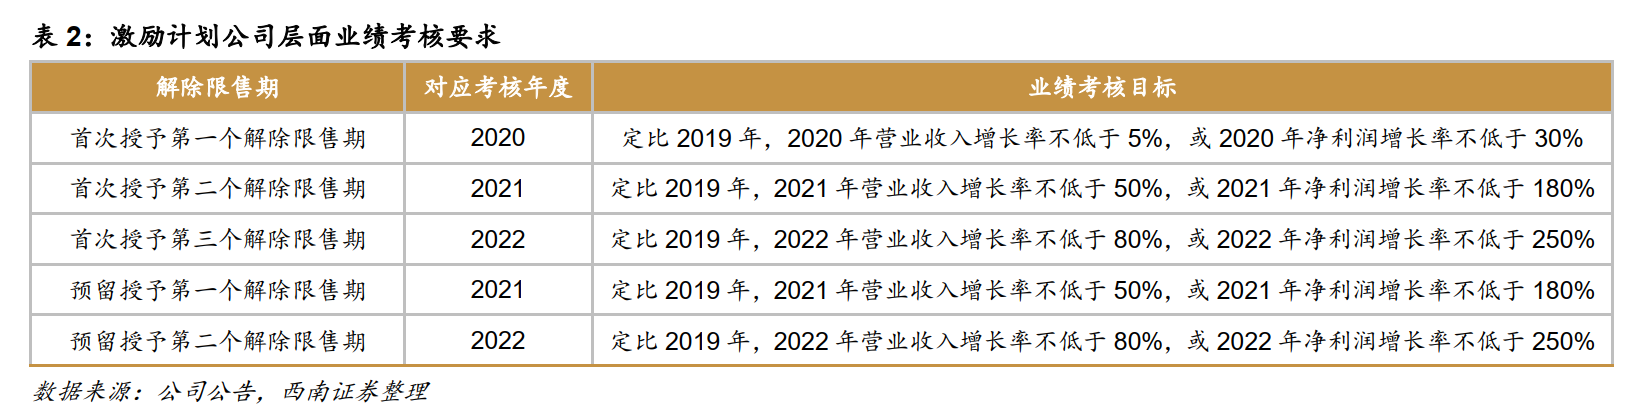 表 2：激励计划公司层面业绩考核要求
解除限售期 对应考核年度 业绩考核目标
首次授予第一个解除限售期 2020 定比 2019 年，2020 年营业收入增长率不低于 5%，或 2020 年净利润增长率不低于 30%
首次授予第二个解除限售期 2021 定比 2019 年，2021 年营业收入增长率不低于 50%，或 2021 年净利润增长率不低于 180%
首次授予第三个解除限售期 2022 定比 2019 年，2022 年营业收入增长率不低于 80%，或 2022 年净利润增长率不低于 250%
预留授予第一个解除限售期 2021 定比 2019 年，2021 年营业收入增长率不低于 50%，或 2021 年净利润增长率不低于 180%
预留授予第二个解除限售期 2022 定比 2019 年，2022 年营业收入增长率不低于 80%，或 2022 年净利润增长率不低于 250%
数据来源：公司公告，西南证券整理